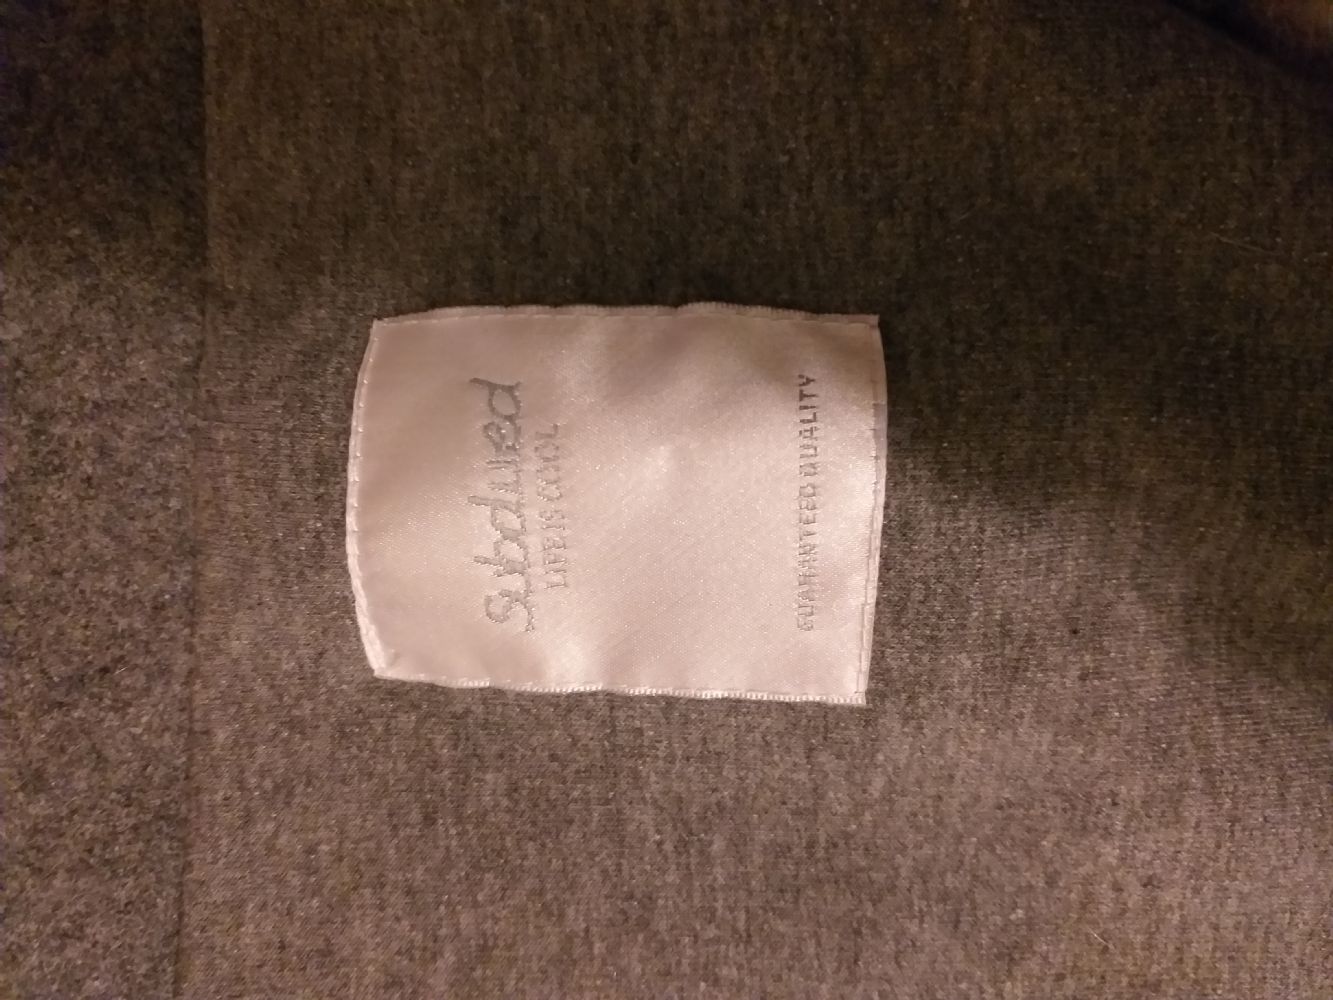 Subdued
LIFE IS COOL
GUARANTEED QUALITY